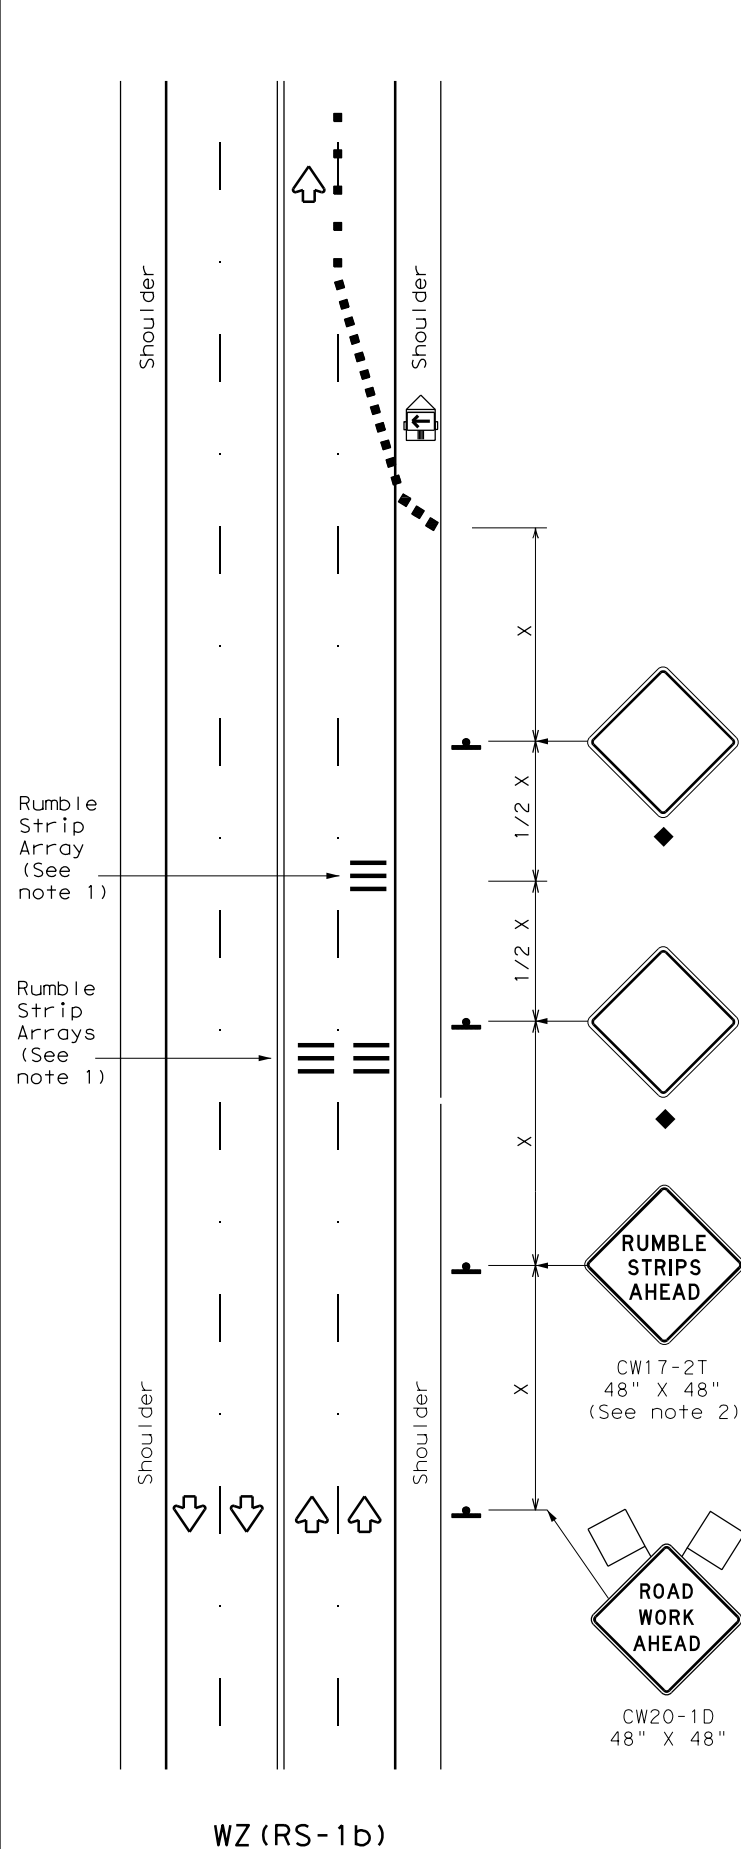 Shoulder
Shoulder
X
1/2 X
Rumble
Strip
Array
(See
note 1)
1/2 X
Rumble
Strip
Arrays
(See
note 1)
X
RUMBLE
STRIPS
AHEAD
CW17-2T
48" X 48"
(See note 2)
X
Shoulder
Shoulder
ROAD
WORK
AHEAD
CW20-1D
48" X 48"
WZ(RS-1b)